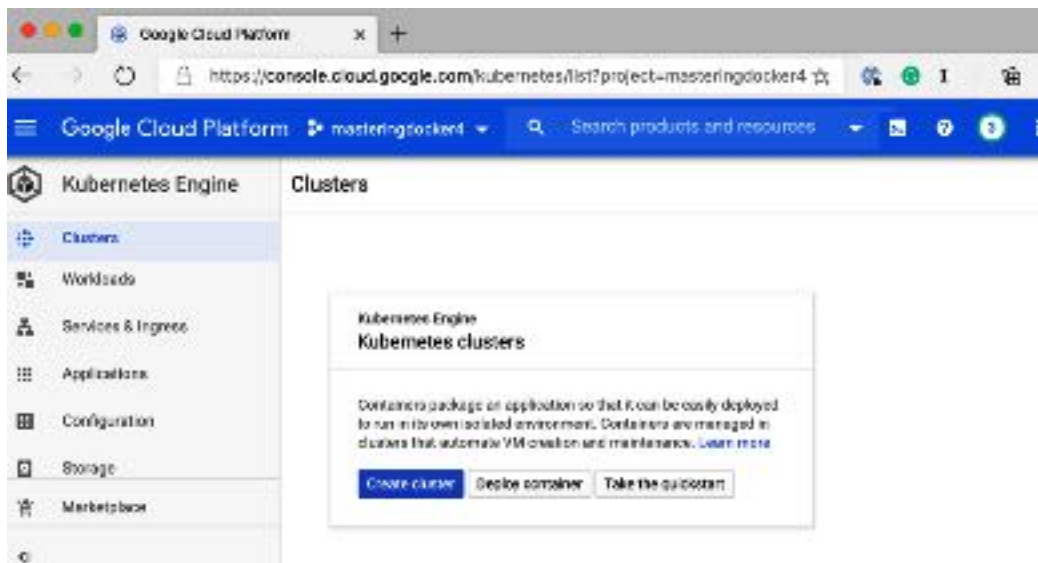 Google Cloud Platform × +
https://console.cloud.google.com/kubernetes/list?project=masteringdocker4
Google Cloud Platform masteringdocker4 Search products and resources
Kubernetes Engine Clusters
Clusters
Workloads
Services & Ingress
Applications
Configuration
Storage
Marketplace
Kubernetes Engine
Kubernetes clusters
Containers package an application so that it can be easily deployed
to run in its own isolated environment. Containers are managed in
clusters that automate VM creation and maintenance. Learn more
Create cluster Deploy container Take the quickstart